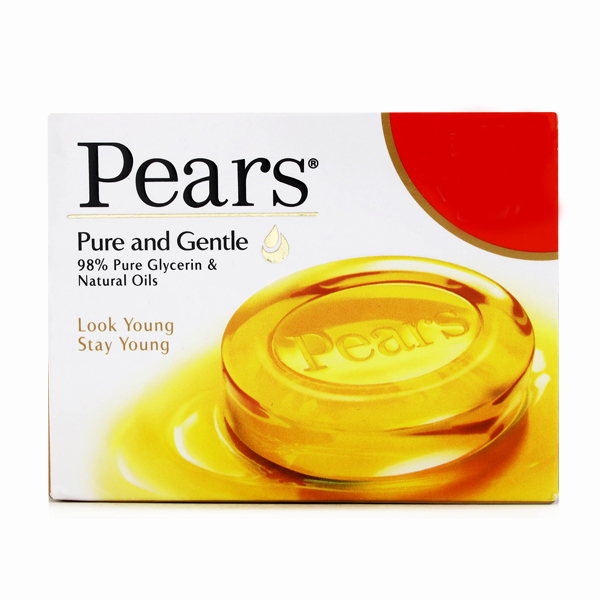 Pears®
Pure and Gentle
98% Pure Glycerin &
Natural Oils
Look Young
Stay Young
Pears